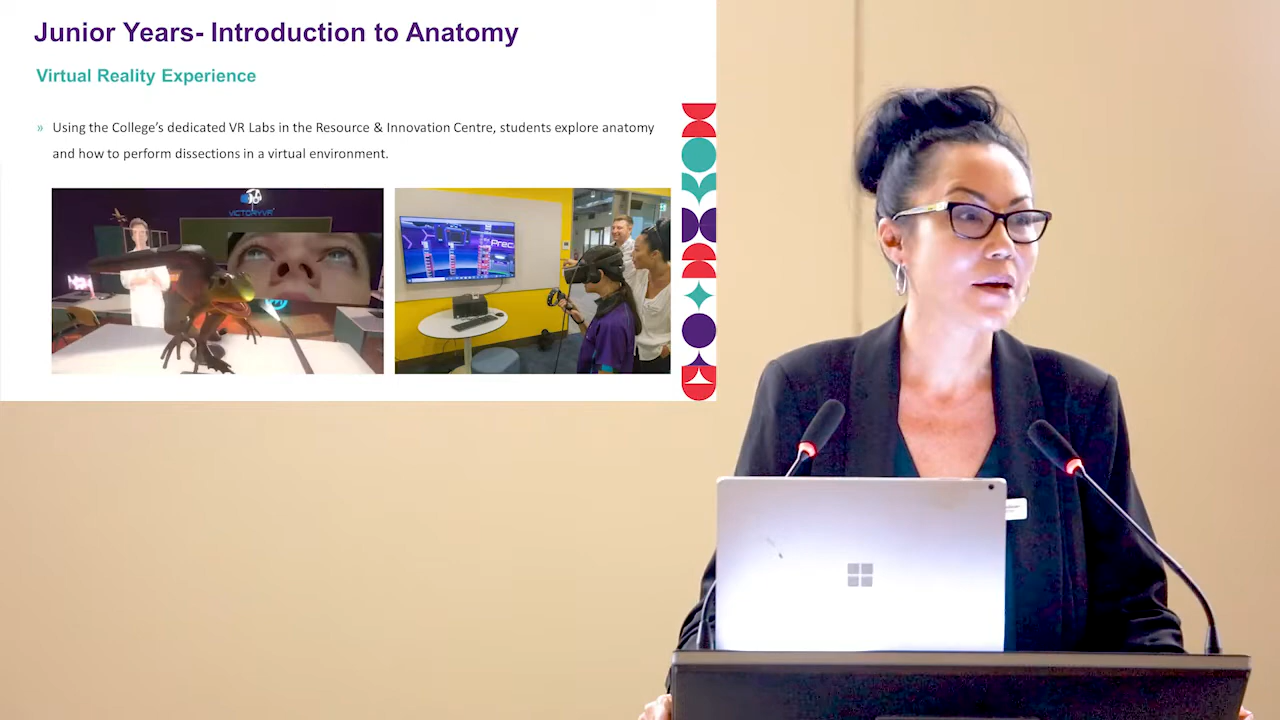 Junior Years- Introduction to Anatomy
Virtual Reality Experience
» Using the College’s dedicated VR Labs in the Resource & Innovation Centre, students explore anatomy
and how to perform dissections in a virtual environment.
VICTORYVR
Prec